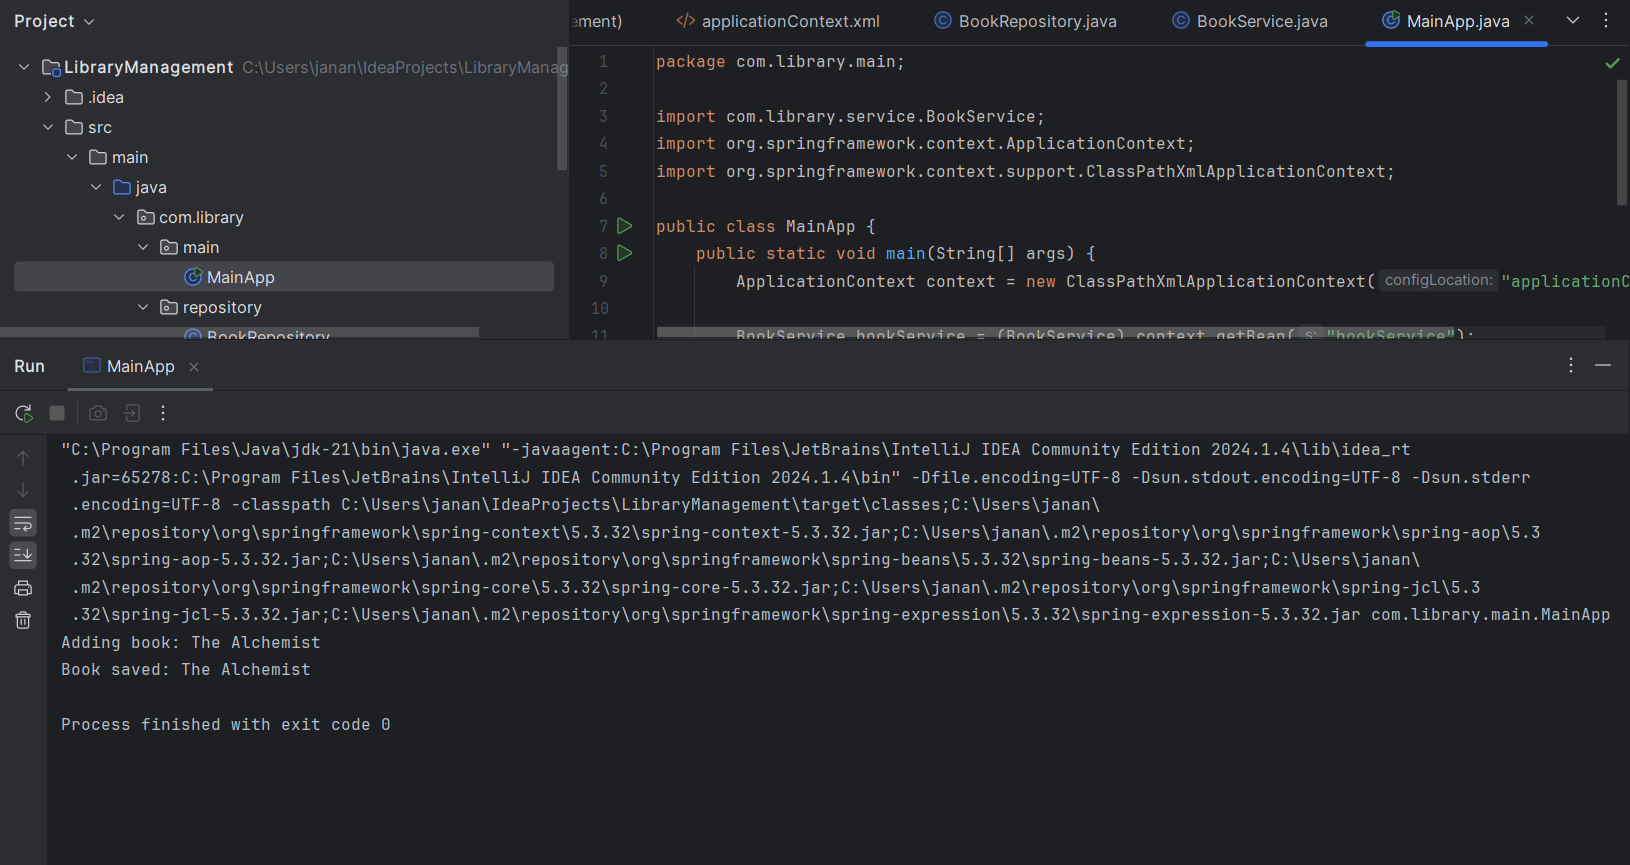 Project
ement)
applicationContext.xml
BookRepository.java
BookService.java
MainApp.java
LibraryManagement C:\Users\janan\IdeaProjects\LibraryManag
.idea
src
main
java
com.library
main
MainApp
repository
BookRepository
1 package com.library.main;
2
3 import com.library.service.BookService;
4 import org.springframework.context.ApplicationContext;
5 import org.springframework.context.support.ClassPathXmlApplicationContext;
6
7 public class MainApp {
8 public static void main(String[] args) {
9 ApplicationContext context = new ClassPathXmlApplicationContext( configLocation: "applicationC
10
11 BookService bookService = (BookService) context.getBean( s: "bookService");
Run MainApp
"C:\Program Files\Java\jdk-21\bin\java.exe" "-javaagent:C:\Program Files\JetBrains\IntelliJ IDEA Community Edition 2024.1.4\lib\idea_rt
.jar=65278:C:\Program Files\JetBrains\IntelliJ IDEA Community Edition 2024.1.4\bin" -Dfile.encoding=UTF-8 -Dsun.stdout.encoding=UTF-8 -Dsun.stderr
.encoding=UTF-8 -classpath C:\Users\janan\IdeaProjects\LibraryManagement\target\classes;C:\Users\janan\
.m2\repository\org\springframework\spring-context\5.3.32\spring-context-5.3.32.jar;C:\Users\janan\.m2\repository\org\springframework\spring-aop\5.3
.32\spring-aop-5.3.32.jar;C:\Users\janan\.m2\repository\org\springframework\spring-beans\5.3.32\spring-beans-5.3.32.jar;C:\Users\janan\
.m2\repository\org\springframework\spring-core\5.3.32\spring-core-5.3.32.jar;C:\Users\janan\.m2\repository\org\springframework\spring-jcl\5.3
.32\spring-jcl-5.3.32.jar;C:\Users\janan\.m2\repository\org\springframework\spring-expression\5.3.32\spring-expression-5.3.32.jar com.library.main.MainApp
Adding book: The Alchemist
Book saved: The Alchemist
Process finished with exit code 0